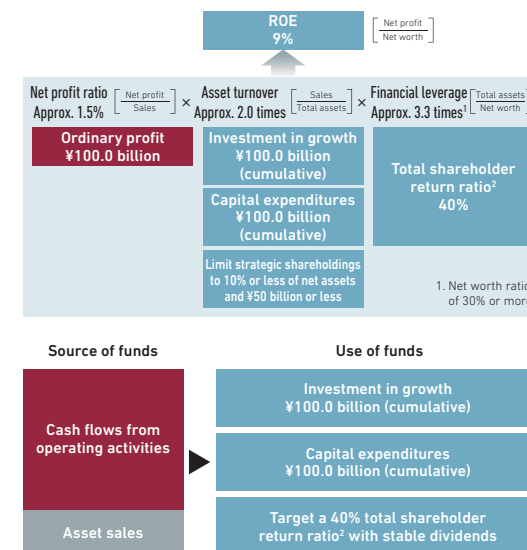 ROE
9%
Net profit
Net worth
Net profit ratio
Approx. 1.5%
Net profit
Sales
×
Asset turnover
Approx. 2.0 times
Sales
Total assets
×
Financial leverage
Approx. 3.3 times1
Total assets
Net worth
Ordinary profit
¥100.0 billion
Investment in growth
¥100.0 billion
(cumulative)
Capital expenditures
¥100.0 billion
(cumulative)
Limit strategic shareholdings
to 10% or less of net assets
and ¥50 billion or less
Total shareholder
return ratio2
40%
1. Net worth ratio
of 30% or more
Source of funds
Use of funds
Cash flows from
operating activities
Asset sales
Investment in growth
¥100.0 billion (cumulative)
Capital expenditures
¥100.0 billion (cumulative)
Target a 40% total shareholder
return ratio2 with stable dividends